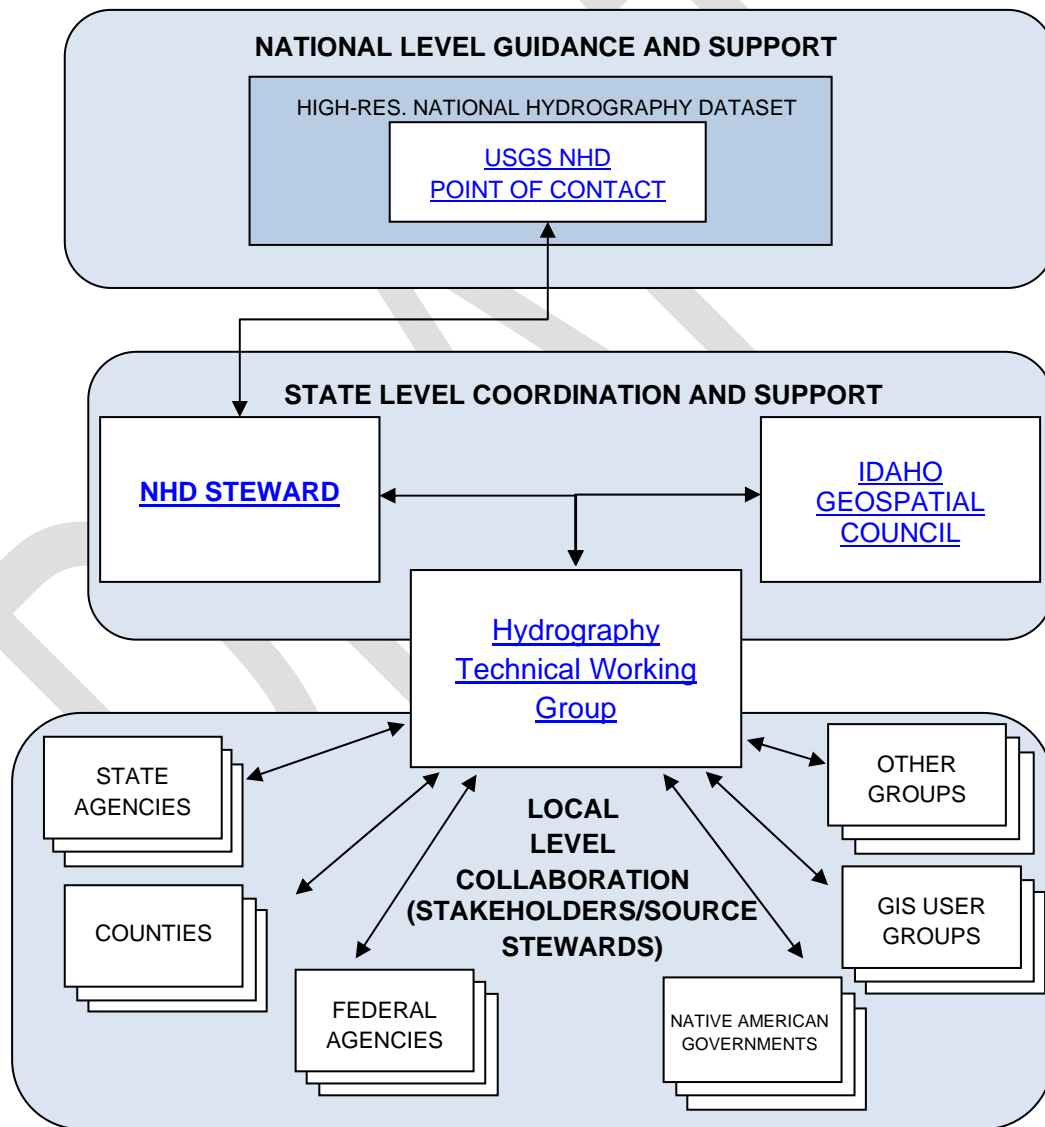 NATIONAL LEVEL GUIDANCE AND SUPPORT
HIGH-RES. NATIONAL HYDROGRAPHY DATASET
USGS NHD
POINT OF CONTACT
STATE LEVEL COORDINATION AND SUPPORT
NHD STEWARD
IDAHO
GEOSPATIAL
COUNCIL
Hydrography
Technical Working
Group
STATE
AGENCIES
OTHER
GROUPS
LOCAL
LEVEL
COLLABORATION
(STAKEHOLDERS/SOURCE
STEWARDS)
COUNTIES
GIS USER
GROUPS
FEDERAL
AGENCIES
NATIVE AMERICAN
GOVERNMENTS